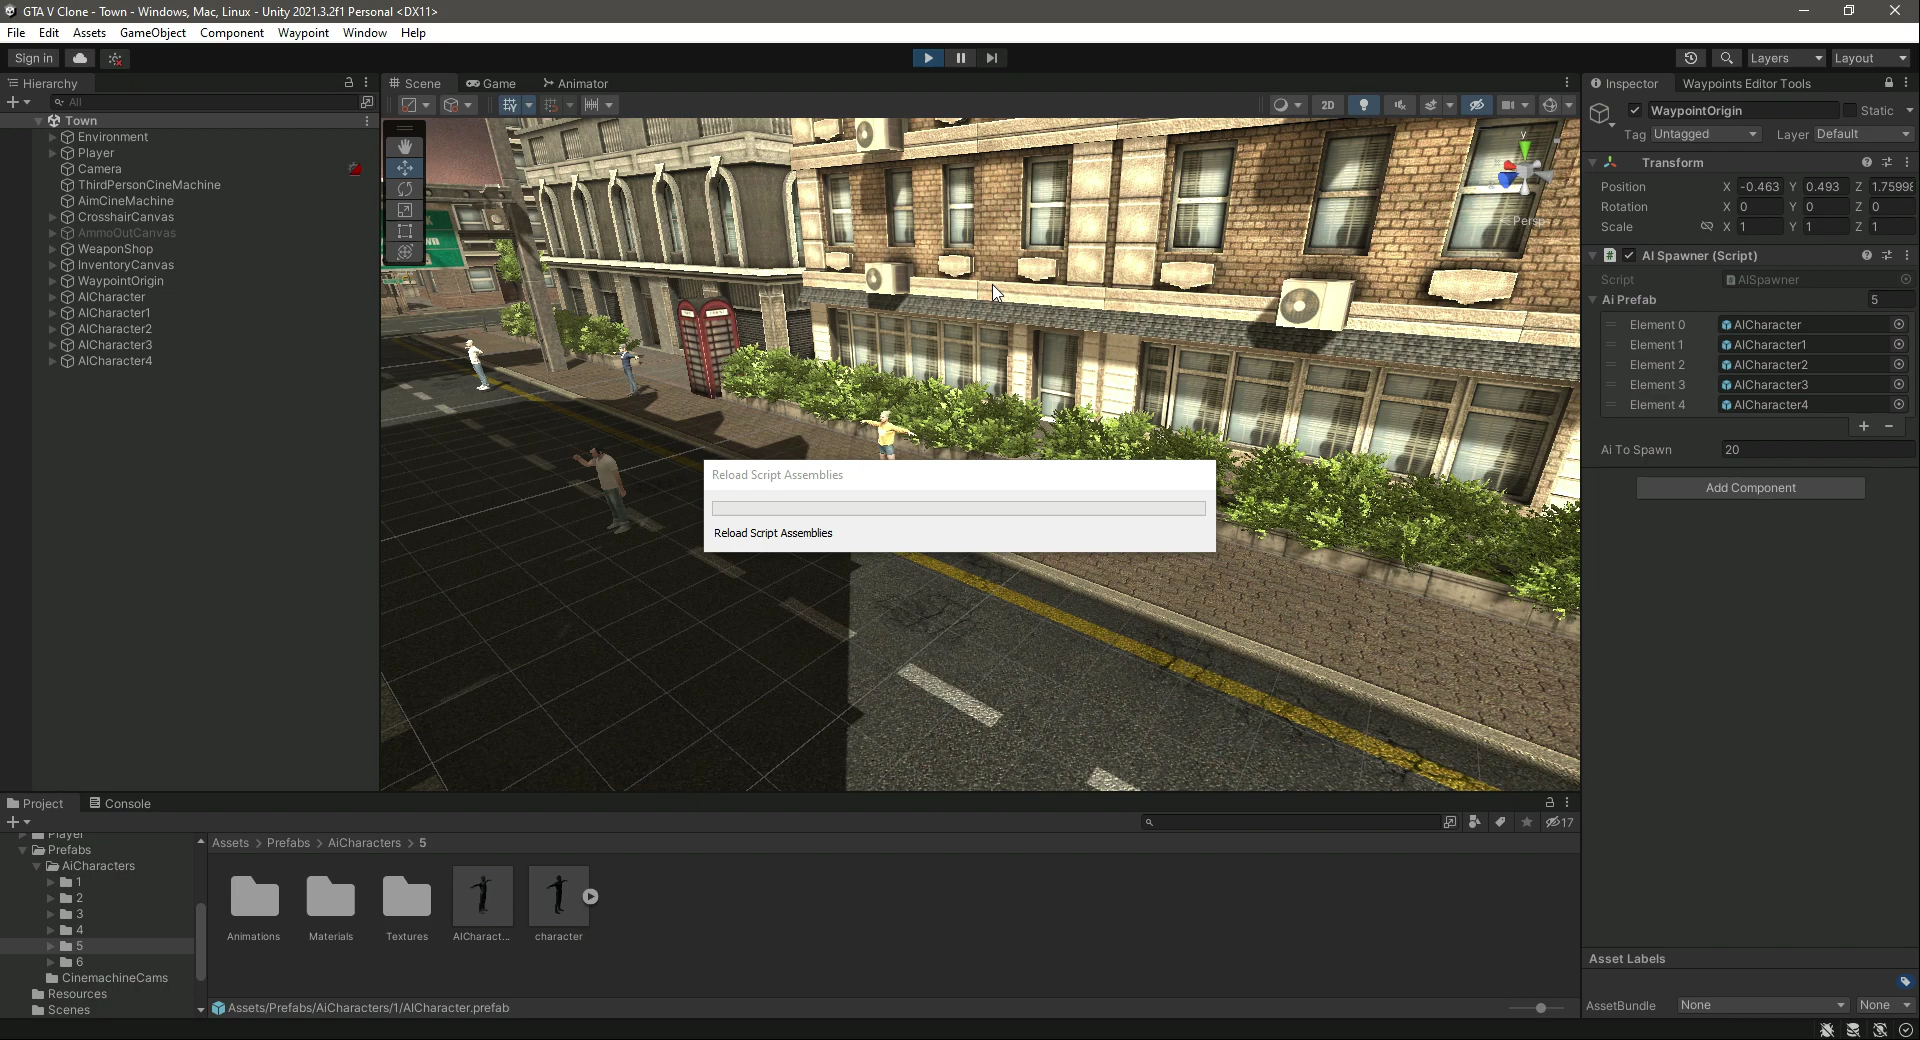 GTA V Clone - Town - Windows, Mac, Linux - Unity 2021.3.2f1 Personal <DX11>
File Edit Assets GameObject Component Waypoint Window Help
Sign in
Layers
Layout
Hierarchy
All
Town
Environment
Player
Camera
ThirdPersonCineMachine
AimCineMachine
CrosshairCanvas
AmmoOutCanvas
WeaponShop
InventoryCanvas
WaypointOrigin
AICharacter
AICharacter1
AICharacter2
AICharacter3
AICharacter4
Scene Game Animator
2D
y
Persp
Reload Script Assemblies
Reload Script Assemblies
Inspector Waypoints Editor Tools
WaypointOrigin Static
Tag Untagged Layer Default
Transform
Position X -0.463 Y 0.493 Z 1.75998
Rotation X 0 Y 0 Z 0
Scale X 1 Y 1 Z 1
AI Spawner (Script)
Script AISpawner
Ai Prefab 5
Element 0 AICharacter
Element 1 AICharacter1
Element 2 AICharacter2
Element 3 AICharacter3
Element 4 AICharacter4
Ai To Spawn 20
Add Component
Asset Labels
AssetBundle None None
Project Console
17
Player
Prefabs
AiCharacters
1
2
3
4
5
6
CinemachineCams
Resources
Scenes
Assets > Prefabs > AiCharacters > 5
Animations
Materials
Textures
AICharact...
character
Assets/Prefabs/AiCharacters/1/AICharacter.prefab